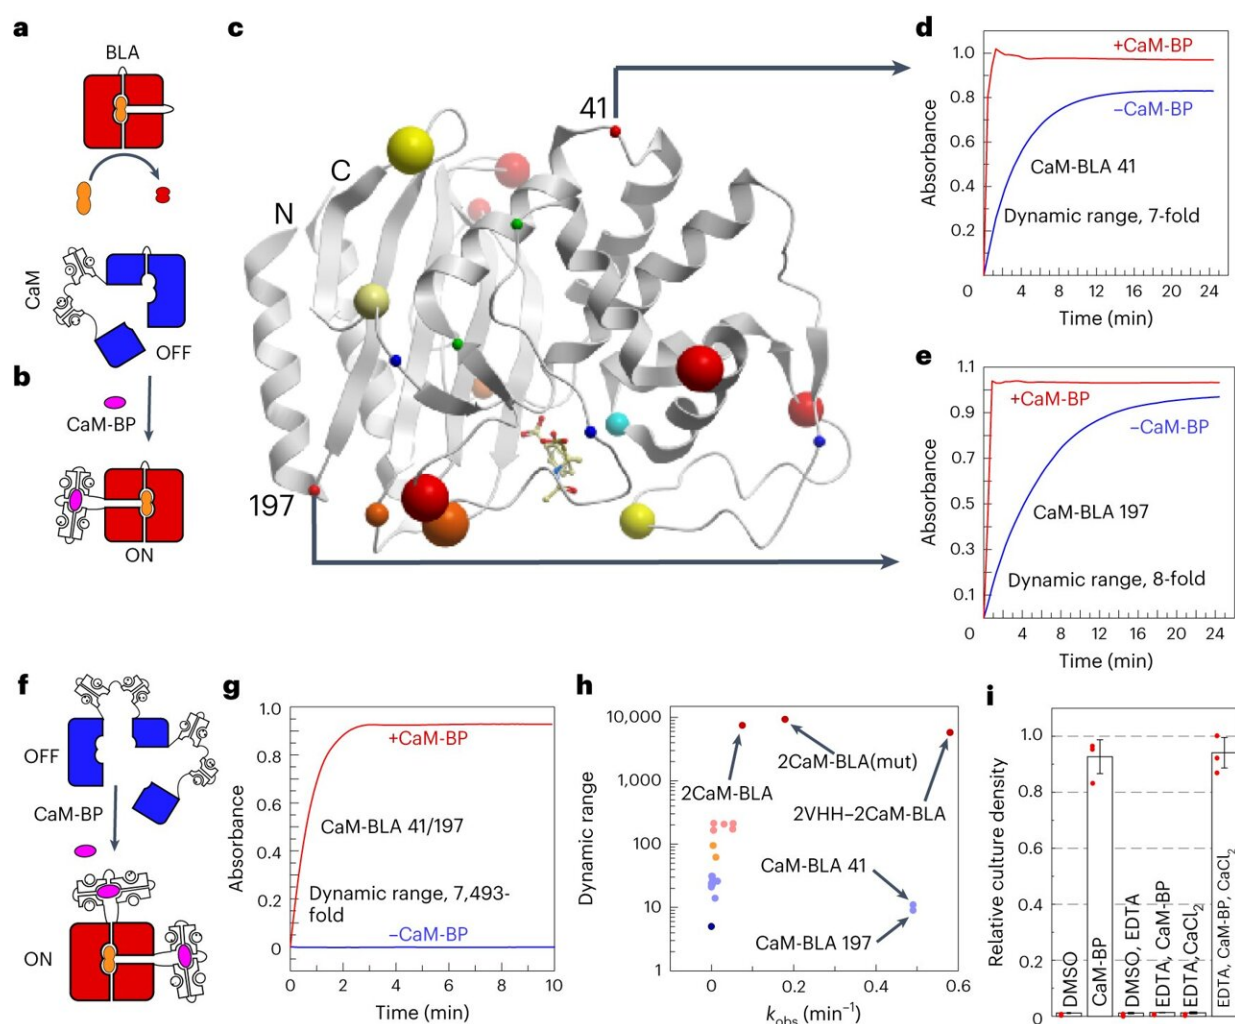 a
BLA
CaM
OFF
b
CaM-BP
ON
c
41
C
N
197
d
1.0
0.8
0.6
0.4
0.2
0
4
8
12
16
20
24
Absorbance
Time (min)
+CaM-BP
–CaM-BP
CaM-BLA 41
Dynamic range, 7-fold
e
1.1
0.9
0.7
0.5
0.3
0.1
0
4
8
12
16
20
24
Absorbance
Time (min)
+CaM-BP
–CaM-BP
CaM-BLA 197
Dynamic range, 8-fold
f
OFF
CaM-BP
ON
g
1.0
0.8
0.6
0.4
0.2
0
0
2
4
6
8
10
Absorbance
Time (min)
+CaM-BP
CaM-BLA 41/197
Dynamic range, 7,493-
fold
–CaM-BP
h
10,000
1,000
100
10
1
0
0.2
0.4
0.6
Dynamic range
k_obs (min⁻¹)
2CaM-BLA(mut)
2CaM-BLA
2VHH–2CaM-BLA
CaM-BLA 41
CaM-BLA 197
i
1.0
0.8
0.6
0.4
0.2
0
Relative culture density
DMSO
CaM-BP
DMSO, EDTA
EDTA, CaM-BP
EDTA, CaCl₂
EDTA, CaM-BP, CaCl₂